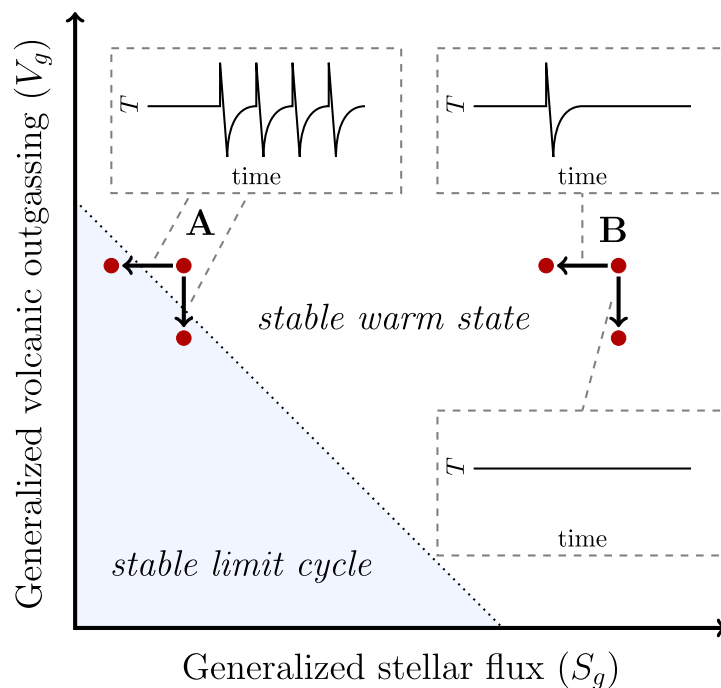 Generalized volcanic outgassing (V_g)
T
time
T
time
A
B
stable warm state
T
time
stable limit cycle
Generalized stellar flux (S_g)